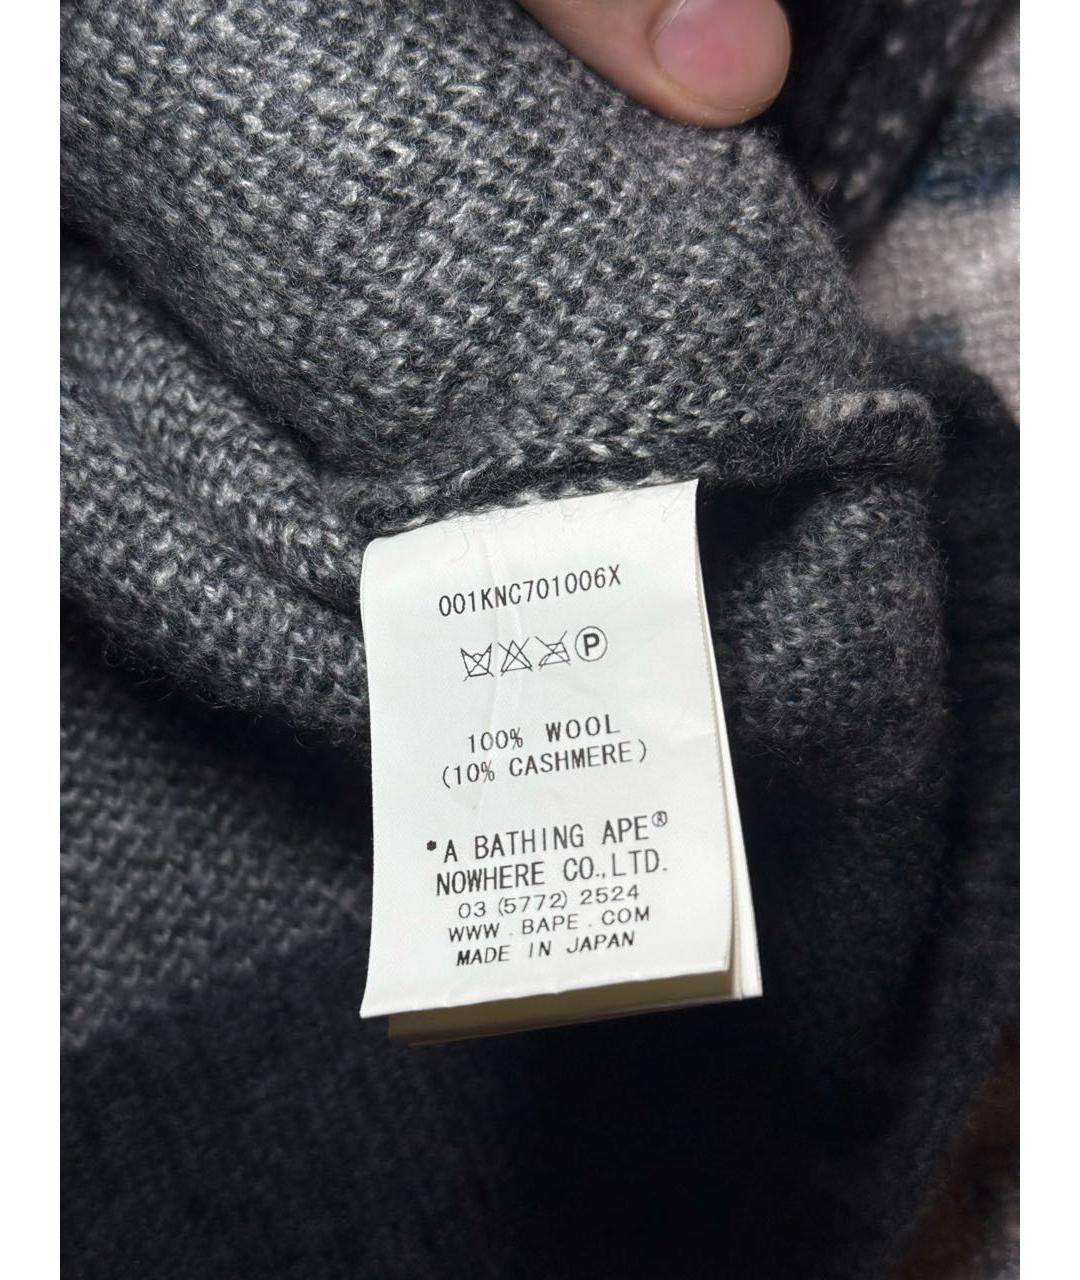 001KNC701006X
P
100% WOOL
(10% CASHMERE)
*A BATHING APE®
NOWHERE CO.,LTD.
03 (5772) 2524
WWW.BAPE.COM
MADE IN JAPAN